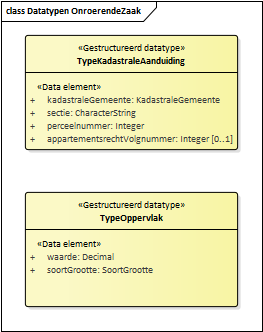 class Datatypen OnroerendeZaak
«Gestructureerd datatype»
TypeKadastraleAanduiding
«Data element»
+ kadastraleGemeente: KadastraleGemeente
+ sectie: CharacterString
+ perceelnummer: Integer
+ appartementsrechtVolgnummer: Integer [0..1]
«Gestructureerd datatype»
TypeOppervlak
«Data element»
+ waarde: Decimal
+ soortGrootte: SoortGrootte